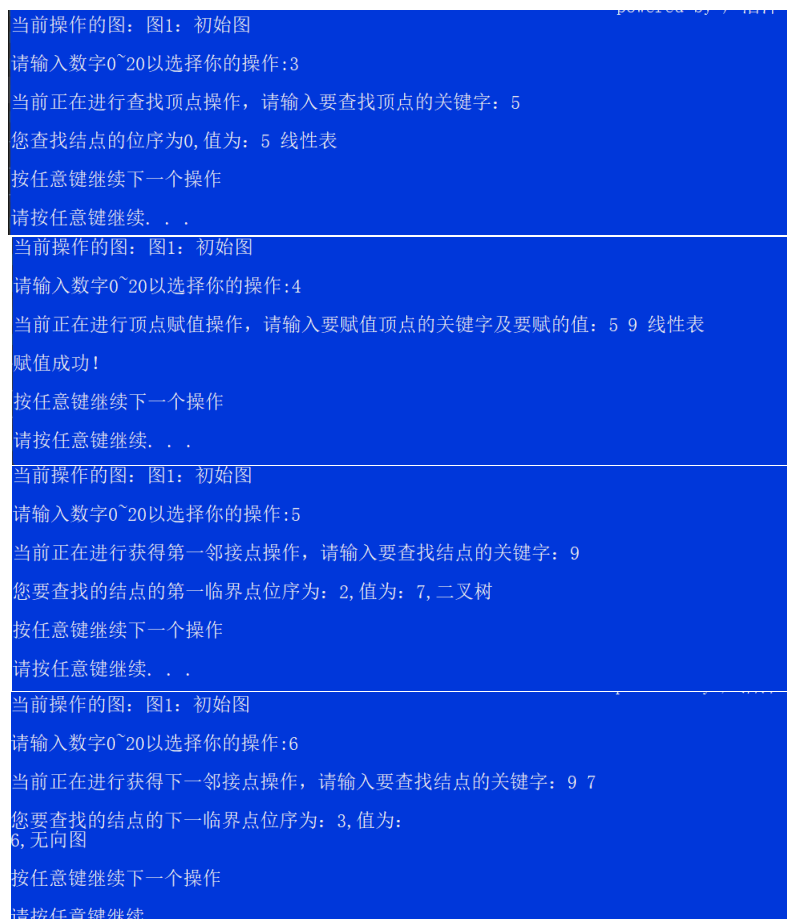 当前操作的图：图1：初始图
请输入数字0~20以选择你的操作:3
当前正在进行查找顶点操作，请输入要查找顶点的关键字：5
您查找结点的位序为0,值为：5 线性表
按任意键继续下一个操作
请按任意键继续. . .
当前操作的图：图1：初始图
请输入数字0~20以选择你的操作:4
当前正在进行顶点赋值操作，请输入要赋值顶点的关键字及要赋的值：5 9 线性表
赋值成功！
按任意键继续下一个操作
请按任意键继续. . .
当前操作的图：图1：初始图
请输入数字0~20以选择你的操作:5
当前正在进行获得第一邻接点操作，请输入要查找结点的关键字：9
您要查找的结点的第一临界点位序为：2,值为：7,二叉树
按任意键继续下一个操作
请按任意键继续. . .
当前操作的图：图1：初始图
请输入数字0~20以选择你的操作:6
当前正在进行获得下一邻接点操作，请输入要查找结点的关键字：9 7
您要查找的结点的下一临界点位序为：3,值为：
6,无向图
按任意键继续下一个操作
请按任意键继续